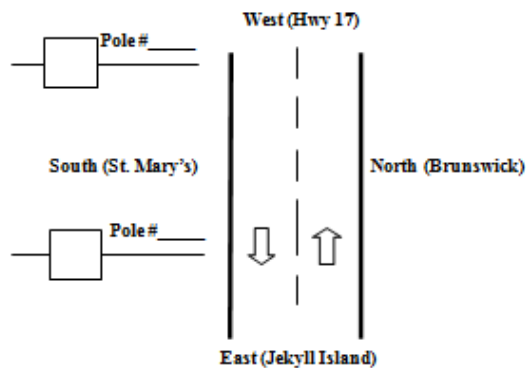 West (Hwy 17)
Pole #_____
South (St. Mary's)
North (Brunswick)
Pole #_____
East (Jekyll Island)